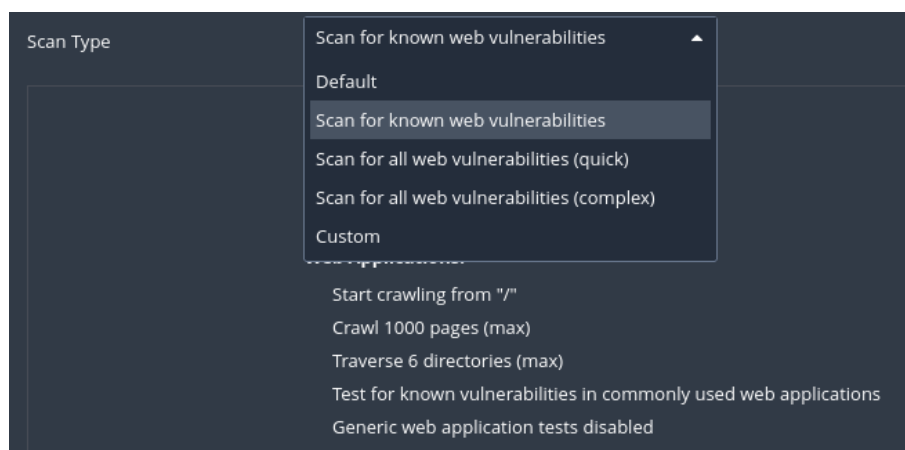 Scan Type
Scan for known web vulnerabilities
Default
Scan for known web vulnerabilities
Scan for all web vulnerabilities (quick)
Scan for all web vulnerabilities (complex)
Custom
Start crawling from "/"
Crawl 1000 pages (max)
Traverse 6 directories (max)
Test for known vulnerabilities in commonly used web applications
Generic web application tests disabled